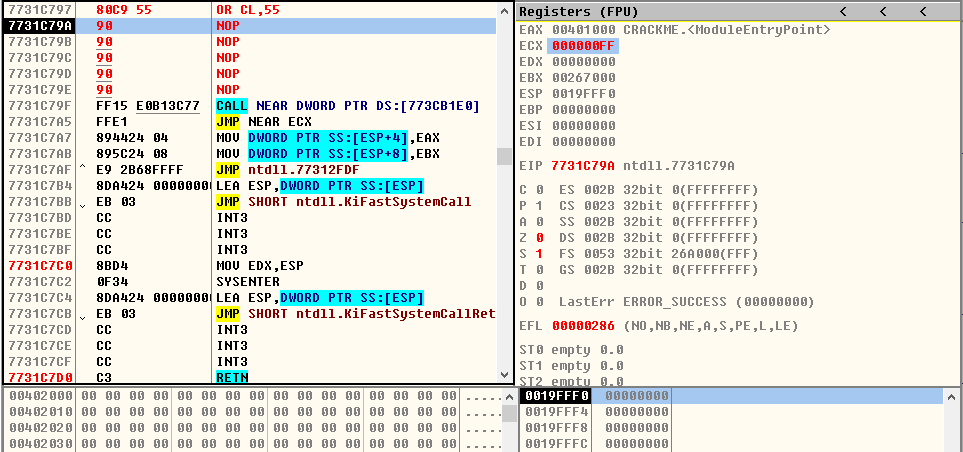 7731C797 80C9 55 OR CL,55
7731C79A 90 NOP
7731C79B 90 NOP
7731C79C 90 NOP
7731C79D 90 NOP
7731C79E 90 NOP
7731C79F FF15 E0B13C77 CALL NEAR DWORD PTR DS:[773CB1E0]
7731C7A5 FFE1 JMP NEAR ECX
7731C7A7 894424 04 MOV DWORD PTR SS:[ESP+4],EAX
7731C7AB 895C24 08 MOV DWORD PTR SS:[ESP+8],EBX
7731C7AF ^ E9 2B68FFFF JMP ntdll.77312FDF
7731C7B4 8DA424 0000000 LEA ESP,DWORD PTR SS:[ESP]
7731C7BB ˅ EB 03 JMP SHORT ntdll.KiFastSystemCall
7731C7BD CC INT3
7731C7BE CC INT3
7731C7BF CC INT3
7731C7C0 8BD4 MOV EDX,ESP
7731C7C2 0F34 SYSENTER
7731C7C4 8DA424 0000000 LEA ESP,DWORD PTR SS:[ESP]
7731C7CB ˅ EB 03 JMP SHORT ntdll.KiFastSystemCallRet
7731C7CD CC INT3
7731C7CE CC INT3
7731C7CF CC INT3
7731C7D0 C3 RETN
Registers (FPU) < < <
EAX 00401000 CRACKME.<ModuleEntryPoint>
ECX 000000FF
EDX 00000000
EBX 00267000
ESP 0019FFF0
EBP 00000000
ESI 00000000
EDI 00000000
EIP 7731C79A ntdll.7731C79A
C 0 ES 002B 32bit 0(FFFFFFFF)
P 1 CS 0023 32bit 0(FFFFFFFF)
A 0 SS 002B 32bit 0(FFFFFFFF)
Z 0 DS 002B 32bit 0(FFFFFFFF)
S 1 FS 0053 32bit 26A000(FFF)
T 0 GS 002B 32bit 0(FFFFFFFF)
D 0
O 0 LastErr ERROR_SUCCESS (00000000)
EFL 00000286 (NO,NB,NE,A,S,PE,L,LE)
ST0 empty 0.0
ST1 empty 0.0
ST2 empty 0.0
00402000 00 00 00 00 00 00 00 00 00 00 00 00 00 00 00 00 .....
00402010 00 00 00 00 00 00 00 00 00 00 00 00 00 00 00 00 .....
00402020 00 00 00 00 00 00 00 00 00 00 00 00 00 00 00 00 .....
00402030 00 00 00 00 00 00 00 00 00 00 00 00 00 00 00 00 .....
0019FFF0 00000000
0019FFF4 00000000
0019FFF8 00000000
0019FFFC 00000000